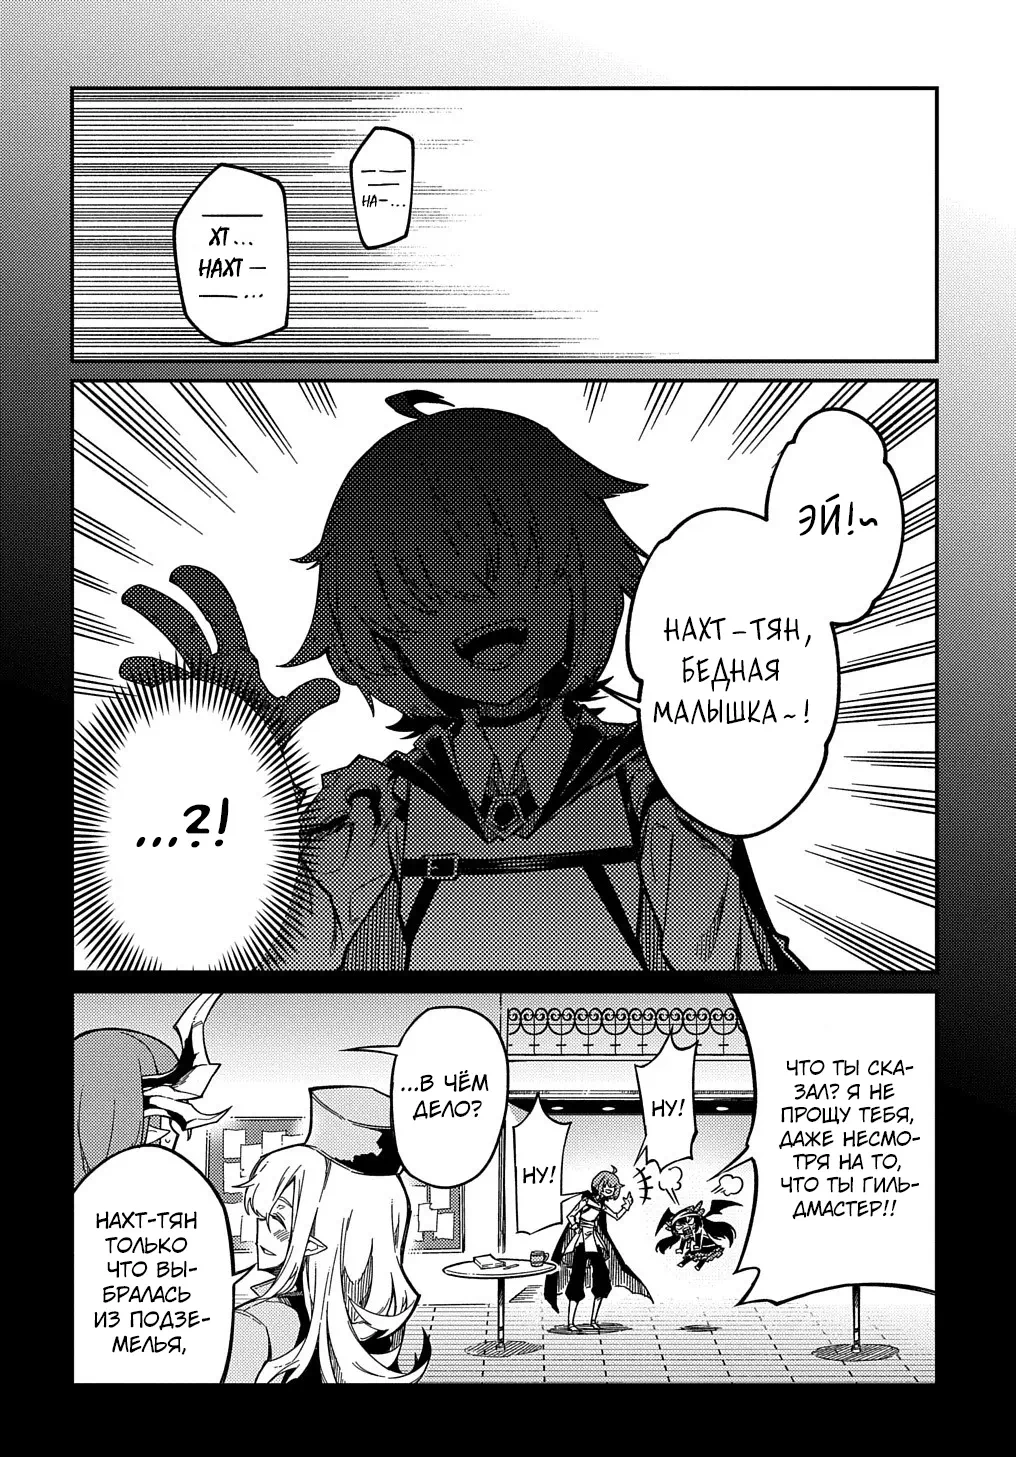 НА-...
ХТ...
НАХТ-
...
ЭЙ!~
НАХТ-ТЯН,
БЕДНАЯ
МАЛЫШКА~!
...?!
ЧТО ТЫ СКА-
ЗАЛ? Я НЕ
ПРОЩУ ТЕБЯ,
ДАЖЕ НЕСМО-
ТРЯ НА ТО,
ЧТО ТЫ ГИЛЬ-
ДМАСТЕР!!
НУ!
НУ!
...В ЧЁМ
ДЕЛО?
НАХТ-ТЯН
ТОЛЬКО
ЧТО ВЫ-
БРАЛАСЬ
ИЗ ПОДЗЕ-
МЕЛЬЯ,